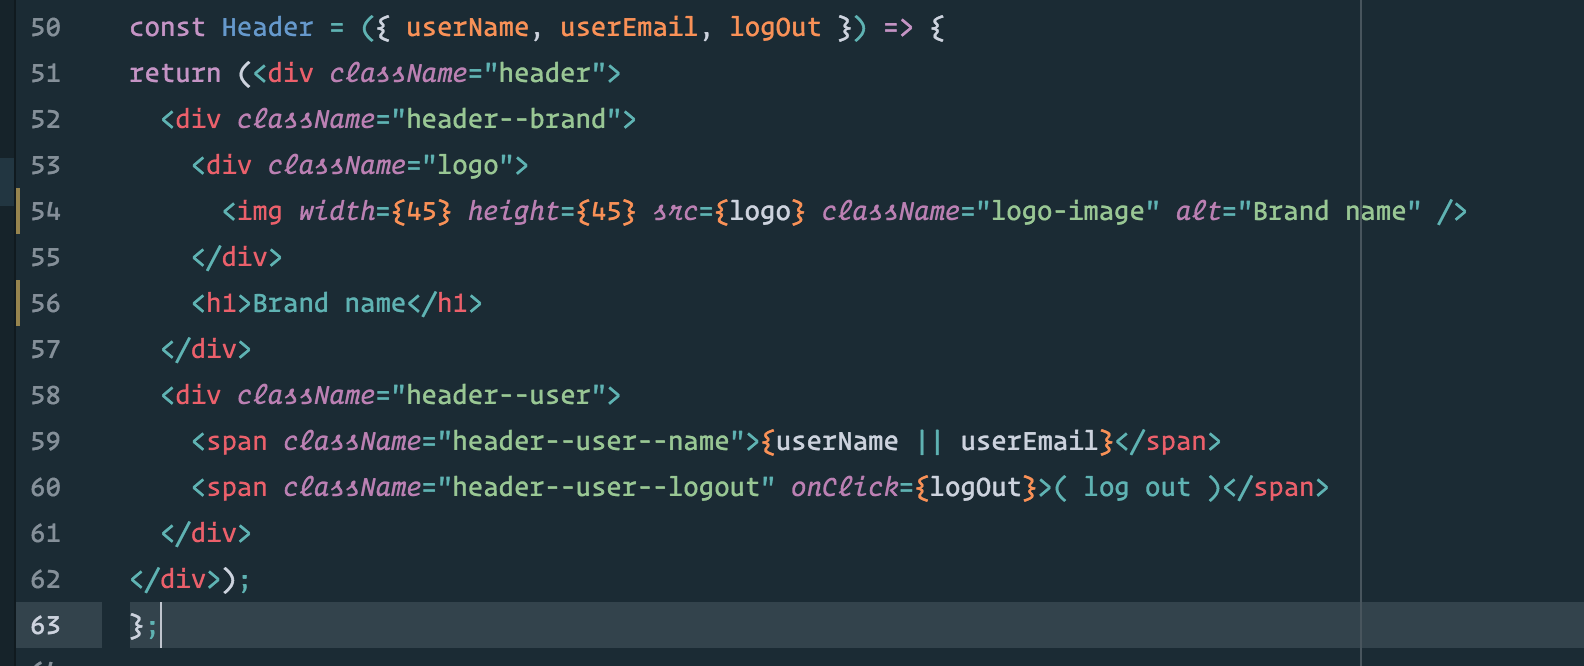 50 const Header = ({ userName, userEmail, logOut }) => {
51 return (<div className="header">
52 <div className="header--brand">
53 <div className="logo">
54 <img width={45} height={45} src={logo} className="logo-image" alt="Brand name" />
55 </div>
56 <h1>Brand name</h1>
57 </div>
58 <div className="header--user">
59 <span className="header--user--name">{userName || userEmail}</span>
60 <span className="header--user--logout" onClick={logOut}>( log out )</span>
61 </div>
62 </div>);
63 };